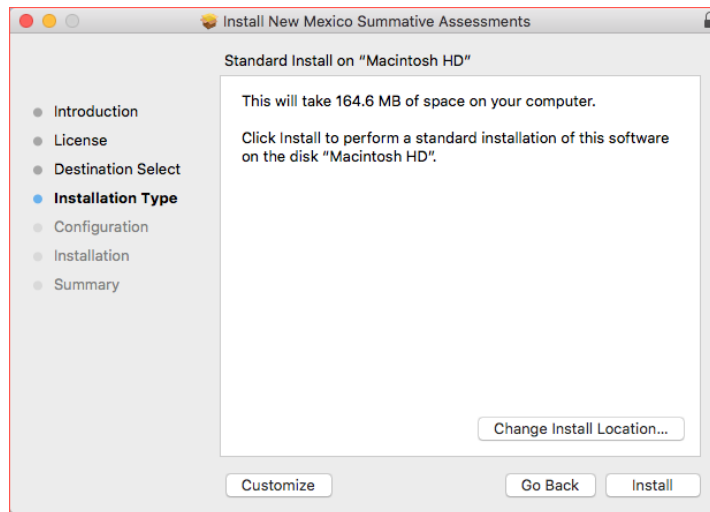 Install New Mexico Summative Assessments
Standard Install on “Macintosh HD”
Introduction
License
Destination Select
Installation Type
Configuration
Installation
Summary
This will take 164.6 MB of space on your computer.
Click Install to perform a standard installation of this software
on the disk “Macintosh HD”.
Change Install Location...
Customize
Go Back
Install